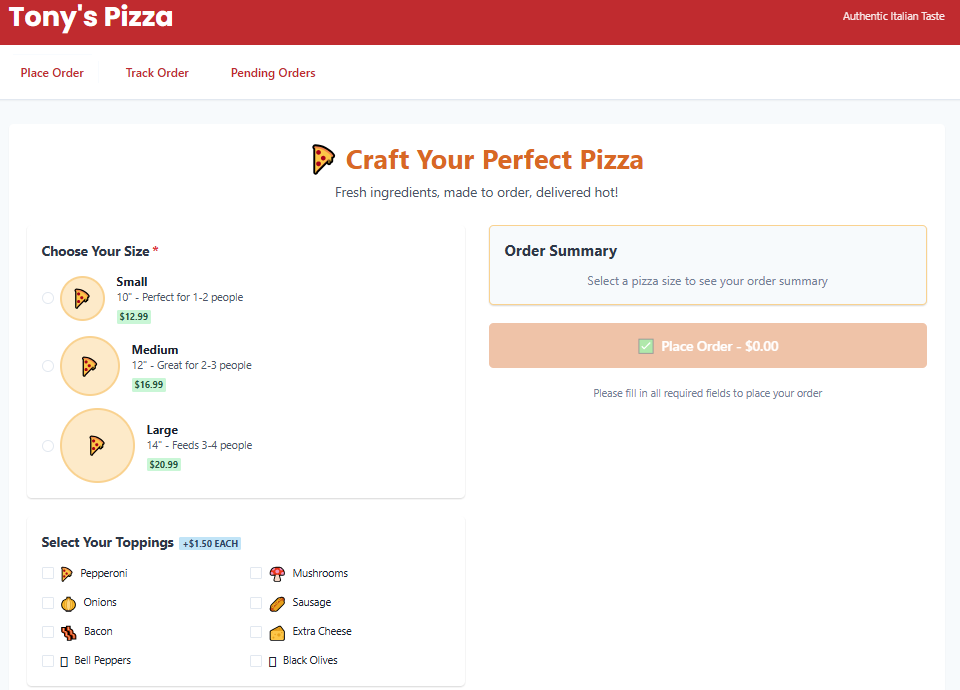 Tony's Pizza
Authentic Italian Taste
Place Order
Track Order
Pending Orders
Craft Your Perfect Pizza
Fresh ingredients, made to order, delivered hot!
Choose Your Size *
Small
10" - Perfect for 1-2 people
$12.99
Medium
12" - Great for 2-3 people
$16.99
Large
14" - Feeds 3-4 people
$20.99
Select Your Toppings +$1.50 EACH
Pepperoni
Mushrooms
Onions
Sausage
Bacon
Extra Cheese
Bell Peppers
Black Olives
Order Summary
Select a pizza size to see your order summary
Place Order - $0.00
Please fill in all required fields to place your order